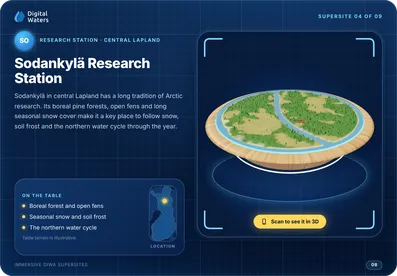 Digital
Waters
SUPERSITE 04 OF 09
SO
RESEARCH STATION · CENTRAL LAPLAND
Sodankylä Research
Station
Sodankylä in central Lapland has a long tradition of Arctic
research. Its boreal pine forests, open fens and long
seasonal snow cover make it a key place to follow snow,
soil frost and the northern water cycle through the year.
ON THE TABLE
Boreal forest and open fens
Seasonal snow and soil frost
The northern water cycle
Table terrain is illustrative.
LOCATION
Scan to see it in 3D
IMMERSIVE DIWA SUPERSITES
08